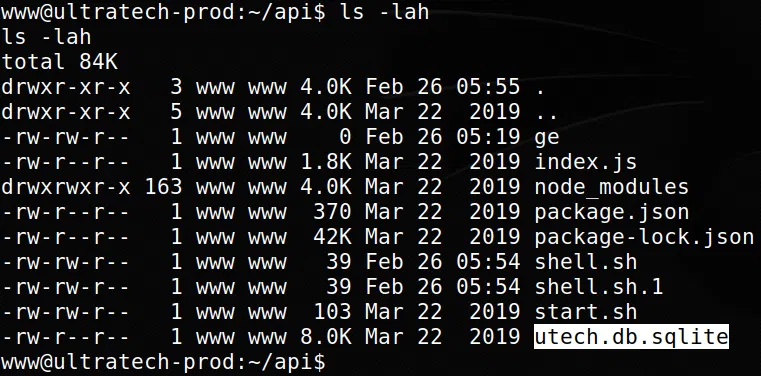 www@ultratech-prod:~/api$ ls -lah
ls -lah
total 84K
drwxr-xr-x   3 www www 4.0K Feb 26 05:55 .
drwxr-xr-x   5 www www 4.0K Mar 22  2019 ..
-rw-rw-r--   1 www www    0 Feb 26 05:19 ge
-rw-r--r--   1 www www 1.8K Mar 22  2019 index.js
drwxrwxr-x 163 www www 4.0K Mar 22  2019 node_modules
-rw-r--r--   1 www www  370 Mar 22  2019 package.json
-rw-r--r--   1 www www  42K Mar 22  2019 package-lock.json
-rw-rw-r--   1 www www   39 Feb 26 05:54 shell.sh
-rw-rw-r--   1 www www   39 Feb 26 05:54 shell.sh.1
-rw-rw-r--   1 www www  103 Mar 22  2019 start.sh
-rw-r--r--   1 www www 8.0K Mar 22  2019 utech.db.sqlite
www@ultratech-prod:~/api$